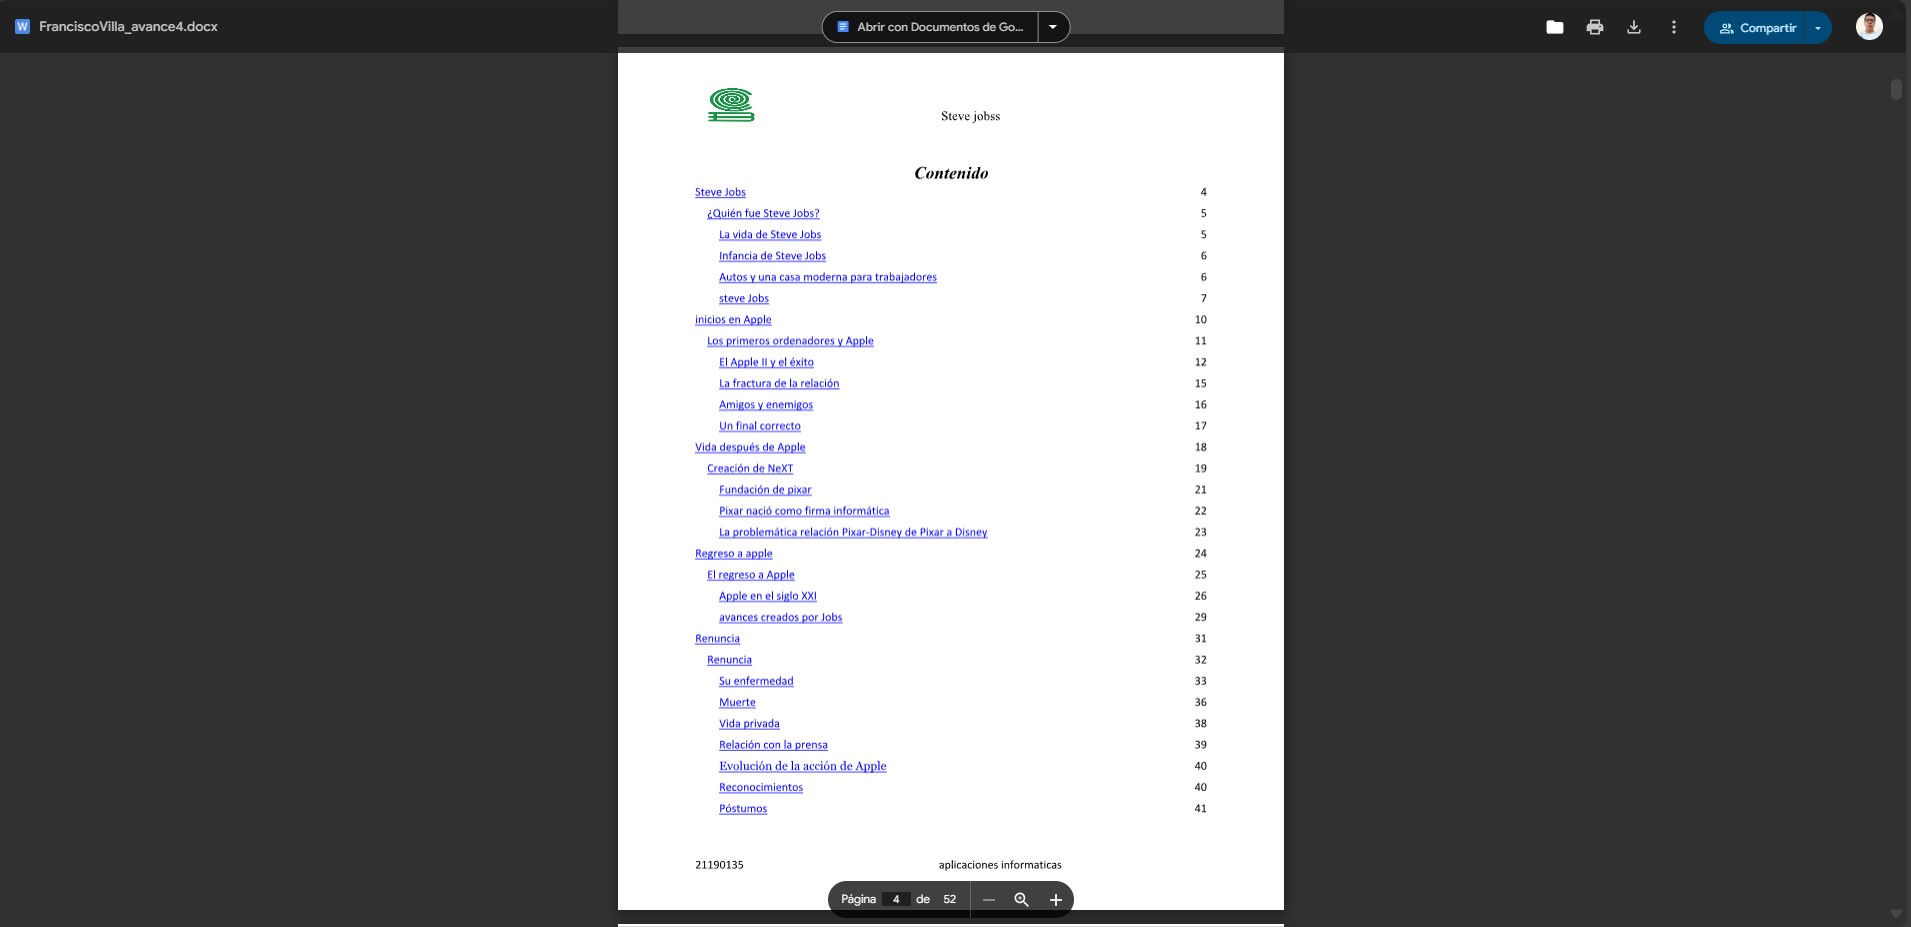 W FranciscoVilla_avance4.docx
Abrir con Documentos de Go...
Compartir
Steve jobss
Contenido
Steve Jobs 4
¿Quién fue Steve Jobs? 5
La vida de Steve Jobs 5
Infancia de Steve Jobs 6
Autos y una casa moderna para trabajadores 6
steve Jobs 7
inicios en Apple 10
Los primeros ordenadores y Apple 11
El Apple II y el éxito 12
La fractura de la relación 15
Amigos y enemigos 16
Un final correcto 17
Vida después de Apple 18
Creación de NeXT 19
Fundación de pixar 21
Pixar nació como firma informática 22
La problemática relación Pixar-Disney de Pixar a Disney 23
Regreso a apple 24
El regreso a Apple 25
Apple en el siglo XXI 26
avances creados por Jobs 29
Renuncia 31
Renuncia 32
Su enfermedad 33
Muerte 36
Vida privada 38
Relación con la prensa 39
Evolución de la acción de Apple 40
Reconocimientos 40
Póstumos 41
21190135 aplicaciones informaticas
Página 4 de 52